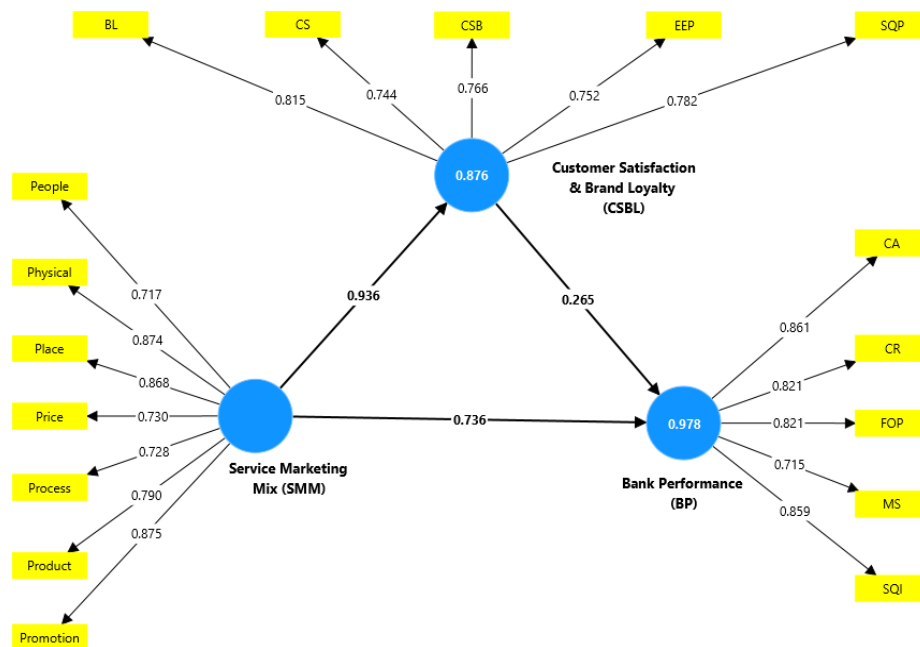 BL
CS
CSB
EEP
SQP
0.815
0.744
0.766
0.752
0.782
0.876
Customer Satisfaction
& Brand Loyalty
(CSBL)
People
Physical
Place
Price
Process
Product
Promotion
0.717
0.874
0.868
0.730
0.728
0.790
0.875
0.936
0.265
0.736
Service Marketing
Mix (SMM)
0.978
Bank Performance
(BP)
0.861
0.821
0.821
0.715
0.859
CA
CR
FOP
MS
SQI